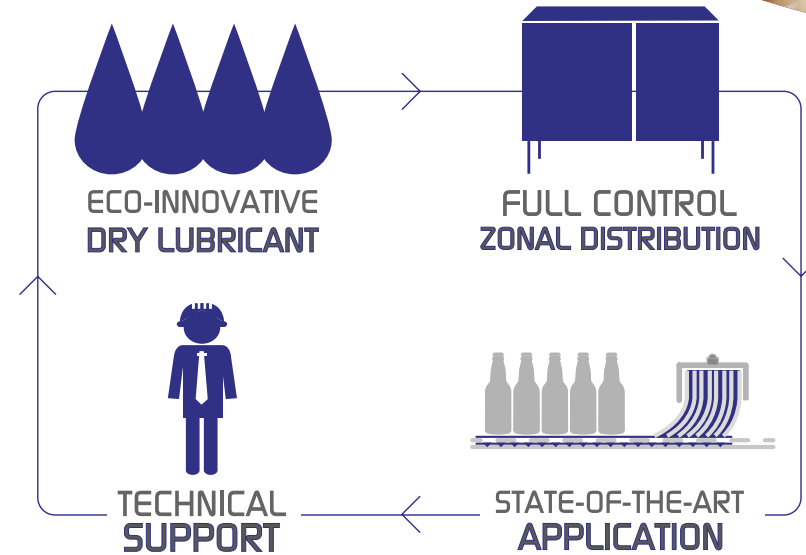 ECO-INNOVATIVE
DRY LUBRICANT
FULL CONTROL
ZONAL DISTRIBUTION
TECHNICAL
SUPPORT
STATE-OF-THE-ART
APPLICATION